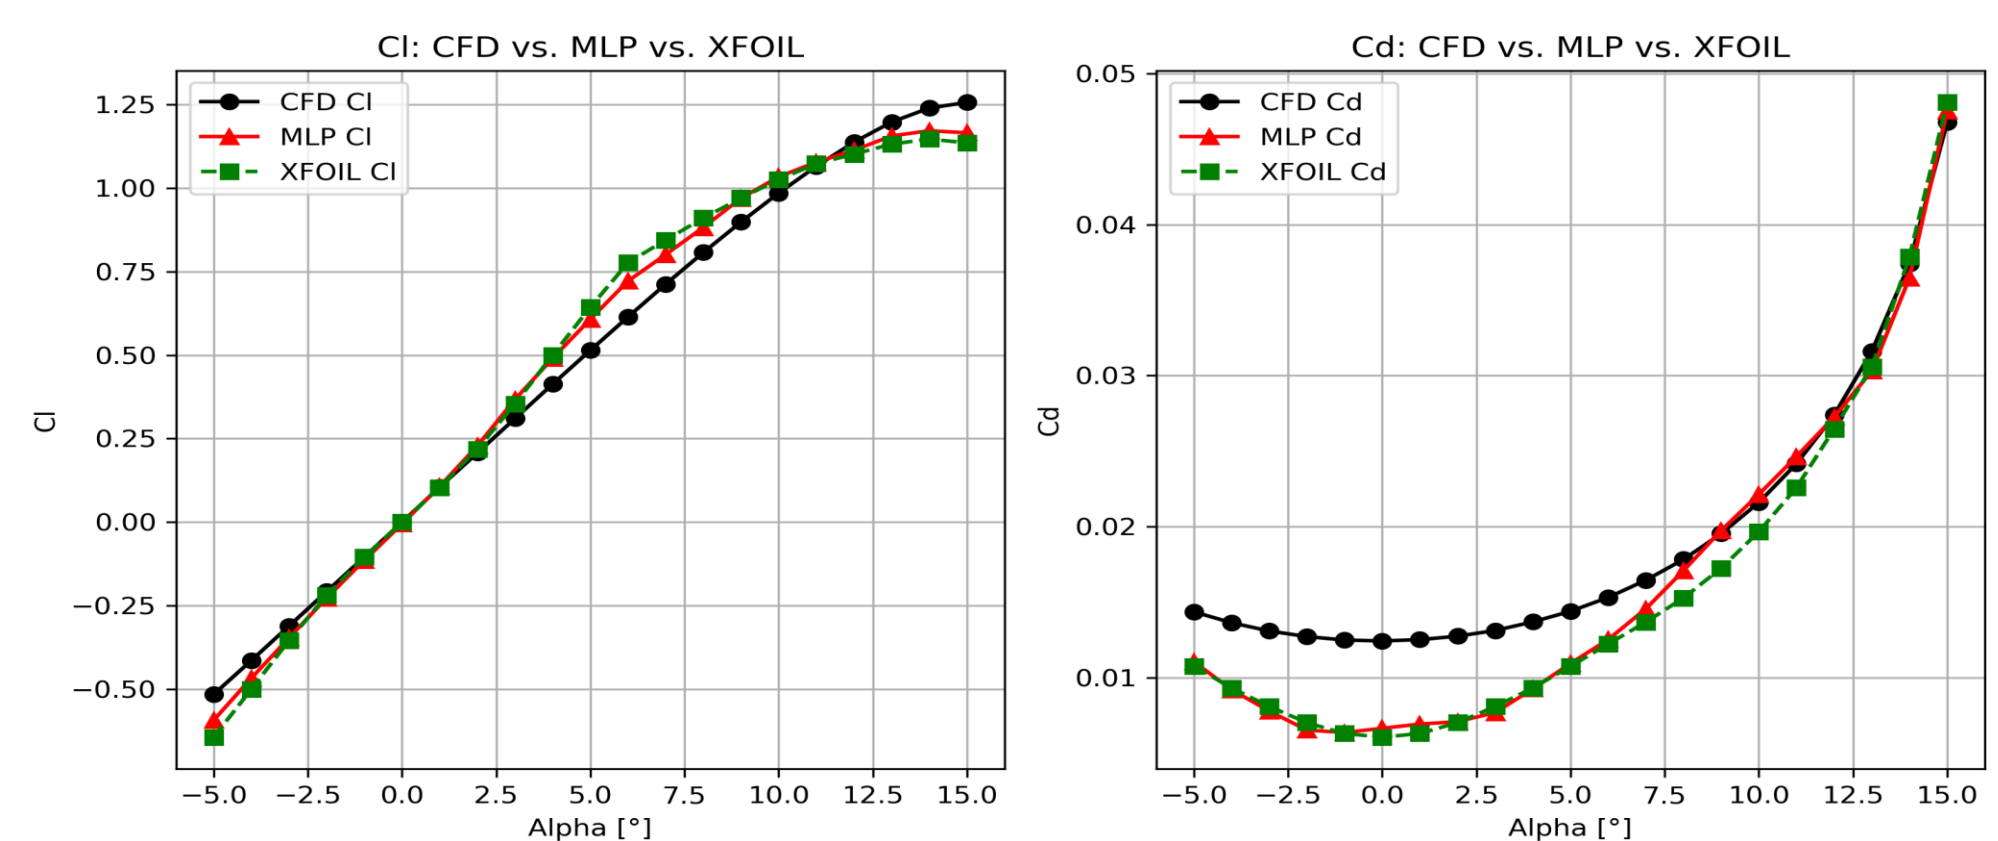 Cl: CFD vs. MLP vs. XFOIL
CFD Cl
MLP Cl
XFOIL Cl
1.25
1.00
0.75
0.50
0.25
0.00
−0.25
−0.50
Cl
−5.0 −2.5 0.0 2.5 5.0 7.5 10.0 12.5 15.0
Alpha [°]
Cd: CFD vs. MLP vs. XFOIL
CFD Cd
MLP Cd
XFOIL Cd
0.05
0.04
0.03
0.02
0.01
Cd
−5.0 −2.5 0.0 2.5 5.0 7.5 10.0 12.5 15.0
Alpha [°]